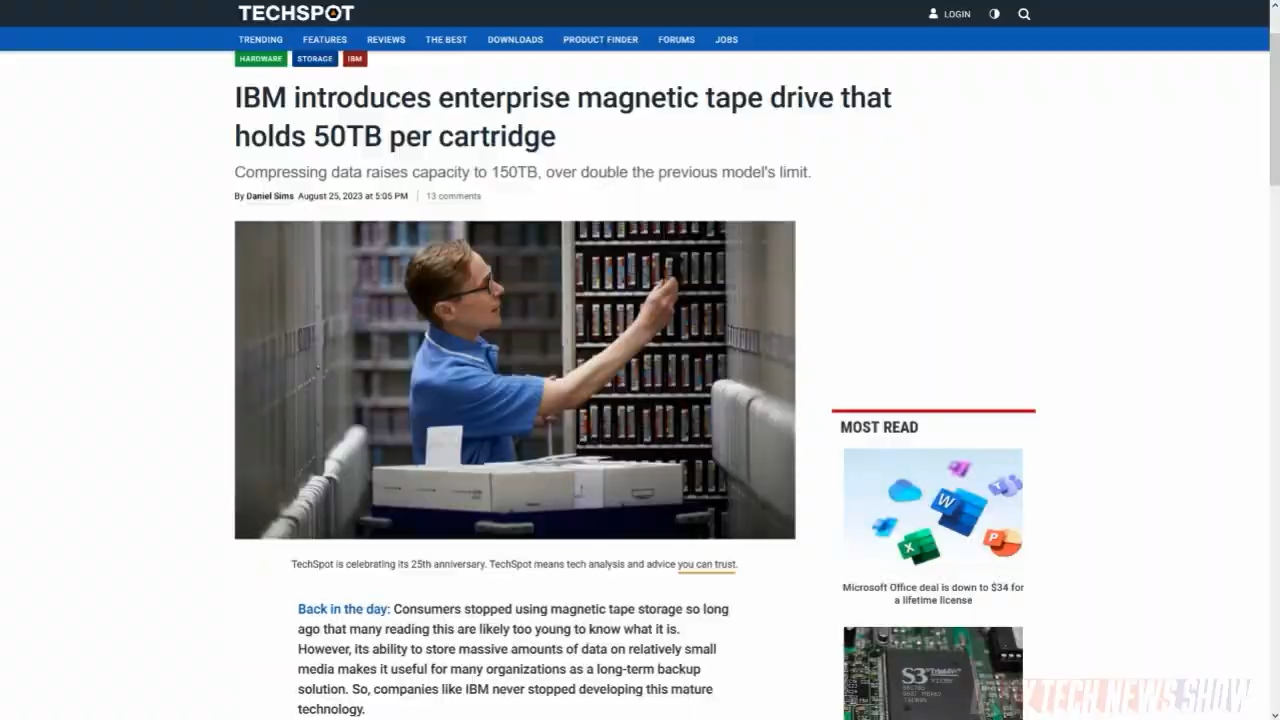 TECHSPOT
LOGIN
TRENDING FEATURES REVIEWS THE BEST DOWNLOADS PRODUCT FINDER FORUMS JOBS
HARDWARE STORAGE IBM
IBM introduces enterprise magnetic tape drive that
holds 50TB per cartridge
Compressing data raises capacity to 150TB, over double the previous model's limit.
By Daniel Sims August 25, 2023 at 5:05 PM 13 comments
TechSpot is celebrating its 25th anniversary. TechSpot means tech analysis and advice you can trust.
Back in the day: Consumers stopped using magnetic tape storage so long
ago that many reading this are likely too young to know what it is.
However, its ability to store massive amounts of data on relatively small
media makes it useful for many organizations as a long-term backup
solution. So, companies like IBM never stopped developing this mature
technology.
MOST READ
W
X
P
Microsoft Office deal is down to $34 for
a lifetime license
S3
TECH NEWS SHOW